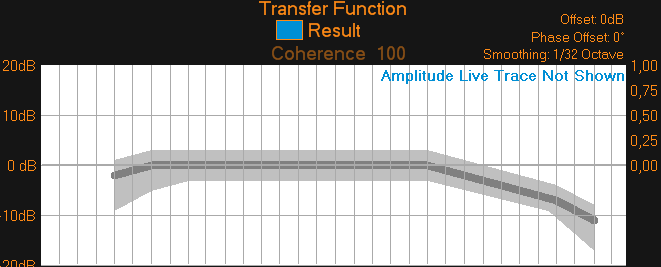 Transfer Function
Result
Coherence 100
Offset: 0dB
Phase Offset: 0°
Smoothing: 1/32 Octave
Amplitude Live Trace Not Shown
20dB
10dB
0 dB
-10dB
-20dB
1,00
0,75
0,50
0,25
0,00